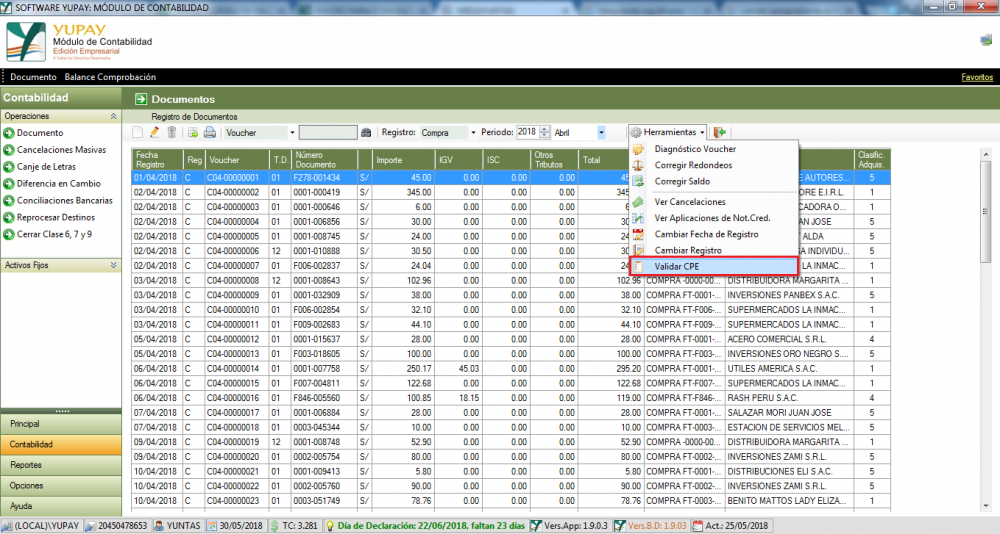 SOFTWARE YUPAY: MÓDULO DE CONTABILIDAD
YUPAY
Módulo de Contabilidad
Edición Empresarial
© Todos los Derechos Reservados
Documento Balance Comprobación Favoritos
Contabilidad
Operaciones
Documento
Cancelaciones Masivas
Canje de Letras
Diferencia en Cambio
Conciliaciones Bancarias
Reprocesar Destinos
Cerrar Clase 6, 7 y 9
Activos Fijos
Principal
Contabilidad
Reportes
Opciones
Ayuda
Documentos
Registro de Documentos
Voucher Registro: Compra Periodo: 2018 Abril Herramientas
Diagnóstico Voucher
Corregir Redondeos
Corregir Saldo
Ver Cancelaciones
Ver Aplicaciones de Not.Cred.
Cambiar Fecha de Registro
Cambiar Registro
Validar CPE
Fecha Registro Reg Voucher T.D. Número Documento Importe IGV ISC Otros Tributos Total Clasific. Adquis.
01/04/2018 C C04-00000001 01 F278-001434 S/ 45.00 0.00 0.00 0.00 45 E AUTORES... 5
02/04/2018 C C04-00000002 01 0001-000419 S/ 345.00 0.00 0.00 0.00 345 ORE E.I.R.L. 1
02/04/2018 C C04-00000003 01 0001-000646 S/ 6.00 0.00 0.00 0.00 6 CADORA O... 1
02/04/2018 C C04-00000004 01 0001-006856 S/ 30.00 0.00 0.00 0.00 30 AN JOSE 5
02/04/2018 C C04-00000005 01 0001-008745 S/ 24.00 0.00 0.00 0.00 24 ALDA 5
02/04/2018 C C04-00000006 12 0001-010888 S/ 30.50 0.00 0.00 0.00 30 SA INDIVIDU... 5
02/04/2018 C C04-00000007 01 F006-002837 S/ 24.04 0.00 0.00 0.00 24 LA INMAC... 1
03/04/2018 C C04-00000008 12 0001-008643 S/ 102.96 0.00 0.00 0.00 102.96 COMPRA -0000-00... DISTRIBUIDORA MARGARITA ... 1
03/04/2018 C C04-00000009 01 0001-032909 S/ 38.00 0.00 0.00 0.00 38.00 COMPRA FT-0001-... INVERSIONES PANBEX S.A.C. 5
03/04/2018 C C04-00000010 01 F006-002854 S/ 32.10 0.00 0.00 0.00 32.10 COMPRA FT-F006-... SUPERMERCADOS LA INMAC... 1
03/04/2018 C C04-00000011 01 F009-002683 S/ 44.10 0.00 0.00 0.00 44.10 COMPRA FT-F009-... SUPERMERCADOS LA INMAC... 1
05/04/2018 C C04-00000012 01 0001-015637 S/ 28.00 0.00 0.00 0.00 28.00 COMPRA FT-0001-... ACERO COMERCIAL S.R.L. 4
05/04/2018 C C04-00000013 01 F003-018605 S/ 100.00 0.00 0.00 0.00 100.00 COMPRA FT-F003-... INVERSIONES ORO NEGRO S.... 5
06/04/2018 C C04-00000014 01 0001-007758 S/ 250.17 45.03 0.00 0.00 295.20 COMPRA FT-0001-... UTILES AMERICA S.A.C. 1
06/04/2018 C C04-00000015 01 F007-004811 S/ 122.68 0.00 0.00 0.00 122.68 COMPRA FT-F007-... SUPERMERCADOS LA INMAC... 1
06/04/2018 C C04-00000016 01 F846-005560 S/ 100.85 18.15 0.00 0.00 119.00 COMPRA FT-F846-... RASH PERU S.A.C. 4
07/04/2018 C C04-00000017 01 0001-006884 S/ 28.00 0.00 0.00 0.00 28.00 COMPRA FT-0001-... SALAZAR MORI JUAN JOSE 5
07/04/2018 C C04-00000018 01 0003-045344 S/ 10.00 0.00 0.00 0.00 10.00 COMPRA FT-0003-... ESTACION DE SERVICIOS MEL... 5
09/04/2018 C C04-00000019 12 0001-008748 S/ 52.90 0.00 0.00 0.00 52.90 COMPRA -0000-00... DISTRIBUIDORA MARGARITA ... 1
09/04/2018 C C04-00000020 01 0002-005754 S/ 80.00 0.00 0.00 0.00 80.00 COMPRA FT-0002-... INVERSIONES ZAMI S.R.L. 5
10/04/2018 C C04-00000021 01 0001-009413 S/ 5.80 0.00 0.00 0.00 5.80 COMPRA FT-0001-... DISTRIBUCIONES ELI S.A.C. 5
10/04/2018 C C04-00000022 01 0002-005760 S/ 90.00 0.00 0.00 0.00 90.00 COMPRA FT-0002-... INVERSIONES ZAMI S.R.L. 5
10/04/2018 C C04-00000023 01 0003-051749 S/ 78.76 0.00 0.00 0.00 78.76 COMPRA FT-0003-... BENITO MATTOS LADY ELIZA... 1
(LOCAL)\YUPAY 20450478653 YUNTAS 30/05/2018 TC: 3.281 Día de Declaración: 22/06/2018, faltan 23 días Vers.App: 1.9.0.3 Vers.B.D: 1.9.03 Act.: 25/05/2018